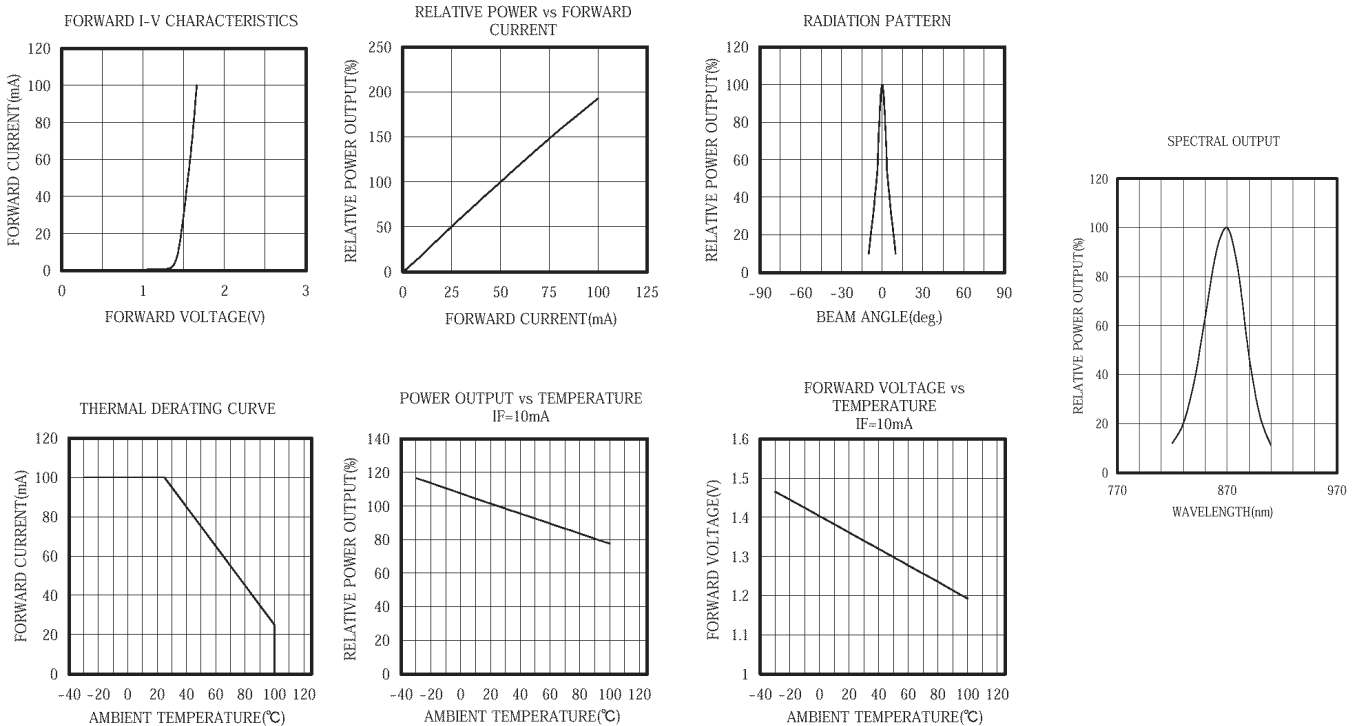 FORWARD I-V CHARACTERISTICS
FORWARD CURRENT(mA)
120
100
80
60
40
20
0
0 1 2 3
FORWARD VOLTAGE(V)
RELATIVE POWER vs FORWARD
CURRENT
RELATIVE POWER OUTPUT(%)
250
200
150
100
50
0
0 25 50 75 100 125
FORWARD CURRENT(mA)
RADIATION PATTERN
RELATIVE POWER OUTPUT(%)
120
100
80
60
40
20
0
-90 -60 -30 0 30 60 90
BEAM ANGLE(deg.)
SPECTRAL OUTPUT
RELATIVE POWER OUTPUT(%)
120
100
80
60
40
20
0
770 870 970
WAVELENGTH(nm)
THERMAL DERATING CURVE
FORWARD CURRENT(mA)
120
100
80
60
40
20
0
-40 -20 0 20 40 60 80 100 120
AMBIENT TEMPERATURE(℃)
POWER OUTPUT vs TEMPERATURE
IF=10mA
RELATIVE POWER OUTPUT(%)
140
120
100
80
60
40
20
0
-40 -20 0 20 40 60 80 100 120
AMBIENT TEMPERATURE(℃)
FORWARD VOLTAGE vs
TEMPERATURE
IF=10mA
FORWARD VOLTAGE(V)
1.6
1.5
1.4
1.3
1.2
1.1
1
-40 -20 0 20 40 60 80 100 120
AMBIENT TEMPERATURE(℃)